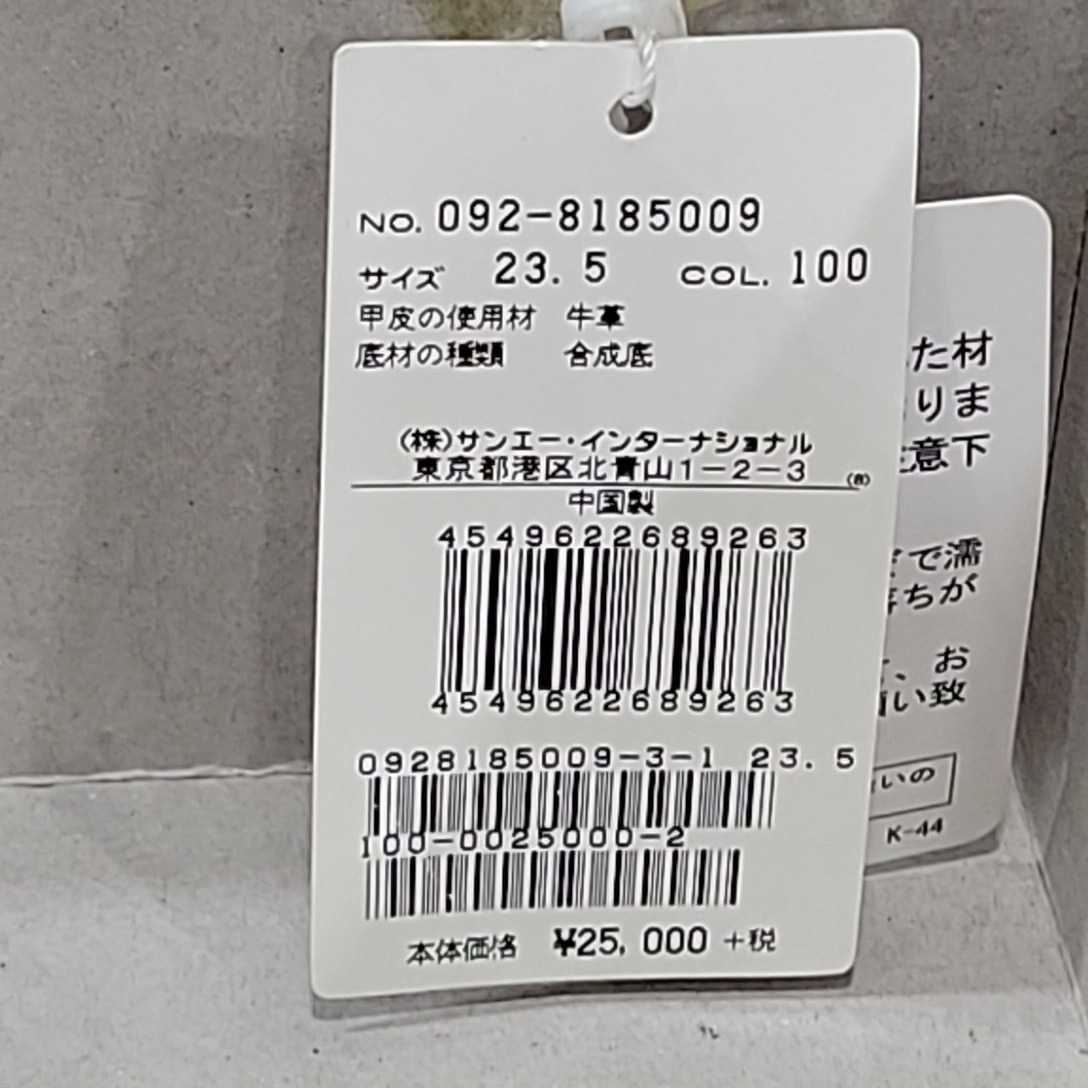 NO. 092-8185009
サイズ 23.5 COL. 100
甲皮の使用材 牛革
底材の種類 合成底
(株)サンエー・インターナショナル
東京都港区北青山1-2-3
中国製
4549622689263
4549622689263
0928185009-3-1 23.5
100-0025000-2
本体価格 ¥25,000 +税
た材
りま
意下
で濡
ちが
、お
い致
いの
K-44